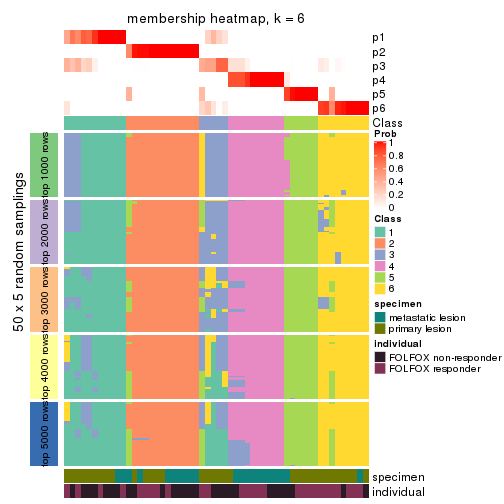 membership heatmap, k = 6
p1
p2
p3
p4
p5
p6
Class
50 x 5 random samplings
top 1000 rows
top 2000 rows
top 3000 rows
top 4000 rows
top 5000 rows
Prob
1
0.8
0.6
0.4
0.2
0
Class
1
2
3
4
5
6
specimen
metastatic lesion
primary lesion
individual
FOLFOX non-responder
FOLFOX responder
specimen
individual